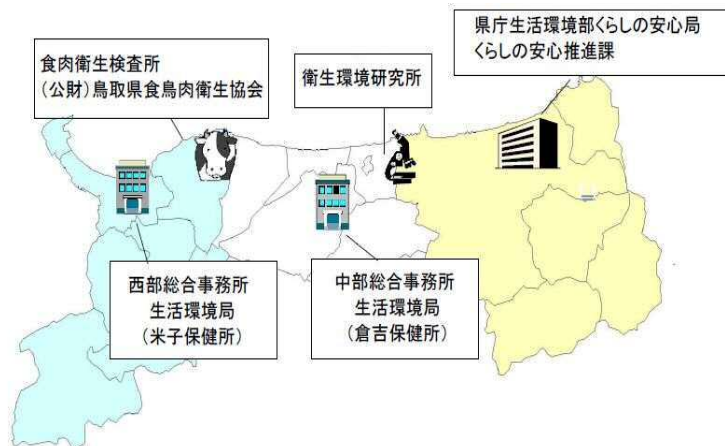 県庁生活環境部くらしの安心局
くらしの安心推進課
食肉衛生検査所
（公財）鳥取県食鳥肉衛生協会
衛生環境研究所
西部総合事務所
生活環境局
（米子保健所）
中部総合事務所
生活環境局
（倉吉保健所）